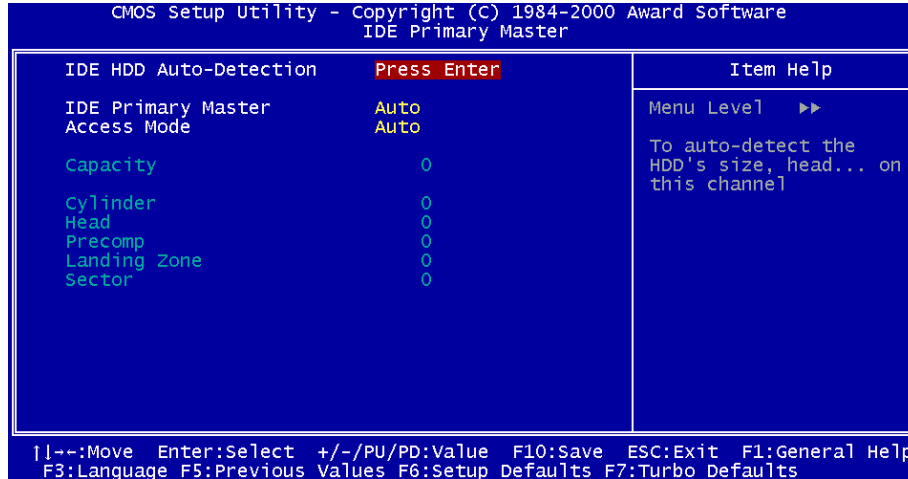 CMOS Setup Utility - Copyright (C) 1984-2000 Award Software
IDE Primary Master
IDE HDD Auto-Detection Press Enter
IDE Primary Master Auto
Access Mode Auto
Capacity 0
Cylinder 0
Head 0
Precomp 0
Landing Zone 0
Sector 0
Item Help
Menu Level ▶▶
To auto-detect the
HDD's size, head... on
this channel
↑↓→←:Move Enter:Select +/-/PU/PD:Value F10:Save ESC:Exit F1:General Help
F3:Language F5:Previous Values F6:Setup Defaults F7:Turbo Defaults